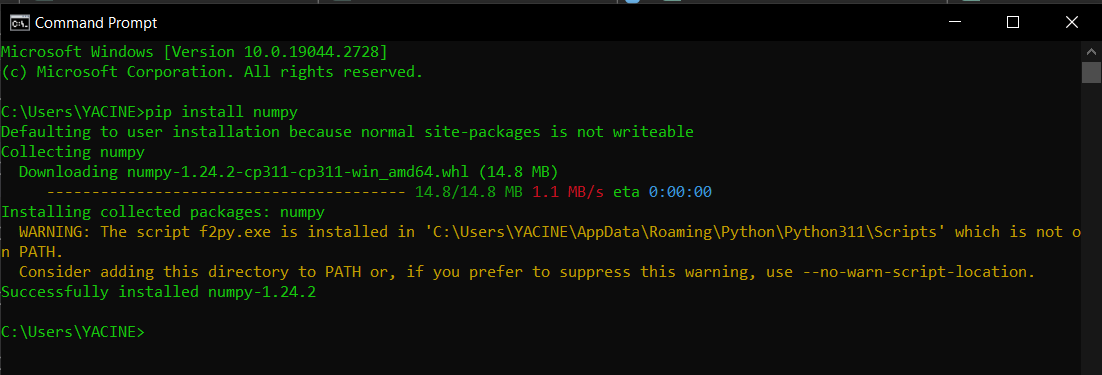 Command Prompt
Microsoft Windows [Version 10.0.19044.2728]
(c) Microsoft Corporation. All rights reserved.
C:\Users\YACINE>pip install numpy
Defaulting to user installation because normal site-packages is not writeable
Collecting numpy
  Downloading numpy-1.24.2-cp311-cp311-win_amd64.whl (14.8 MB)
     ---------------------------------------- 14.8/14.8 MB 1.1 MB/s eta 0:00:00
Installing collected packages: numpy
  WARNING: The script f2py.exe is installed in 'C:\Users\YACINE\AppData\Roaming\Python\Python311\Scripts' which is not o
n PATH.
  Consider adding this directory to PATH or, if you prefer to suppress this warning, use --no-warn-script-location.
Successfully installed numpy-1.24.2
C:\Users\YACINE>